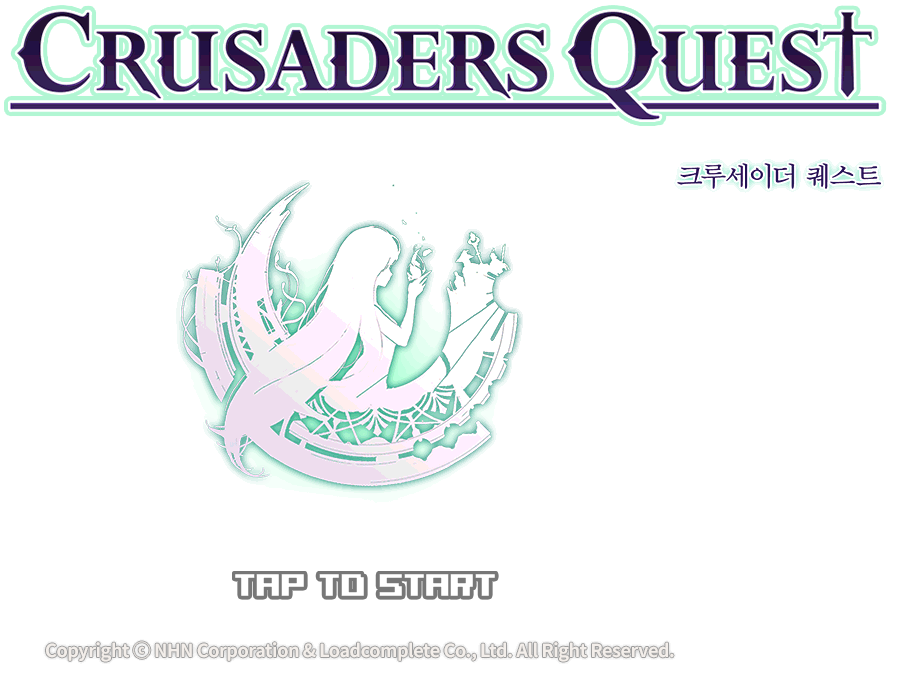 CRUSADERS QUEST
크루세이더 퀘스트
TAP TO START
Copyright © NHN Corporation & Loadcomplete Co., Ltd. All Right Reserved.